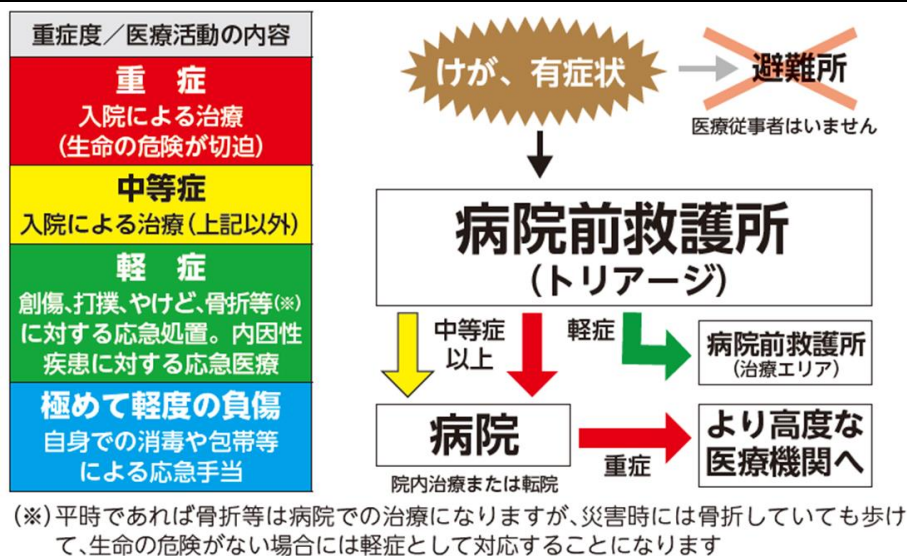 重症度／医療活動の内容
重 症
入院による治療
(生命の危険が切迫)
中等症
入院による治療(上記以外)
軽 症
創傷、打撲、やけど、骨折等(※)
に対する応急処置。内因性
疾患に対する応急医療
極めて軽度の負傷
自身での消毒や包帯等
による応急手当
けが、有症状
避難所
医療従事者はいません
病院前救護所
(トリアージ)
中等症
以上
軽症
病院前救護所
(治療エリア)
病院
院内治療または転院
重症
より高度な
医療機関へ
(※)平時であれば骨折等は病院での治療になりますが、災害時には骨折していても歩け
て、生命の危険がない場合には軽症として対応することになります